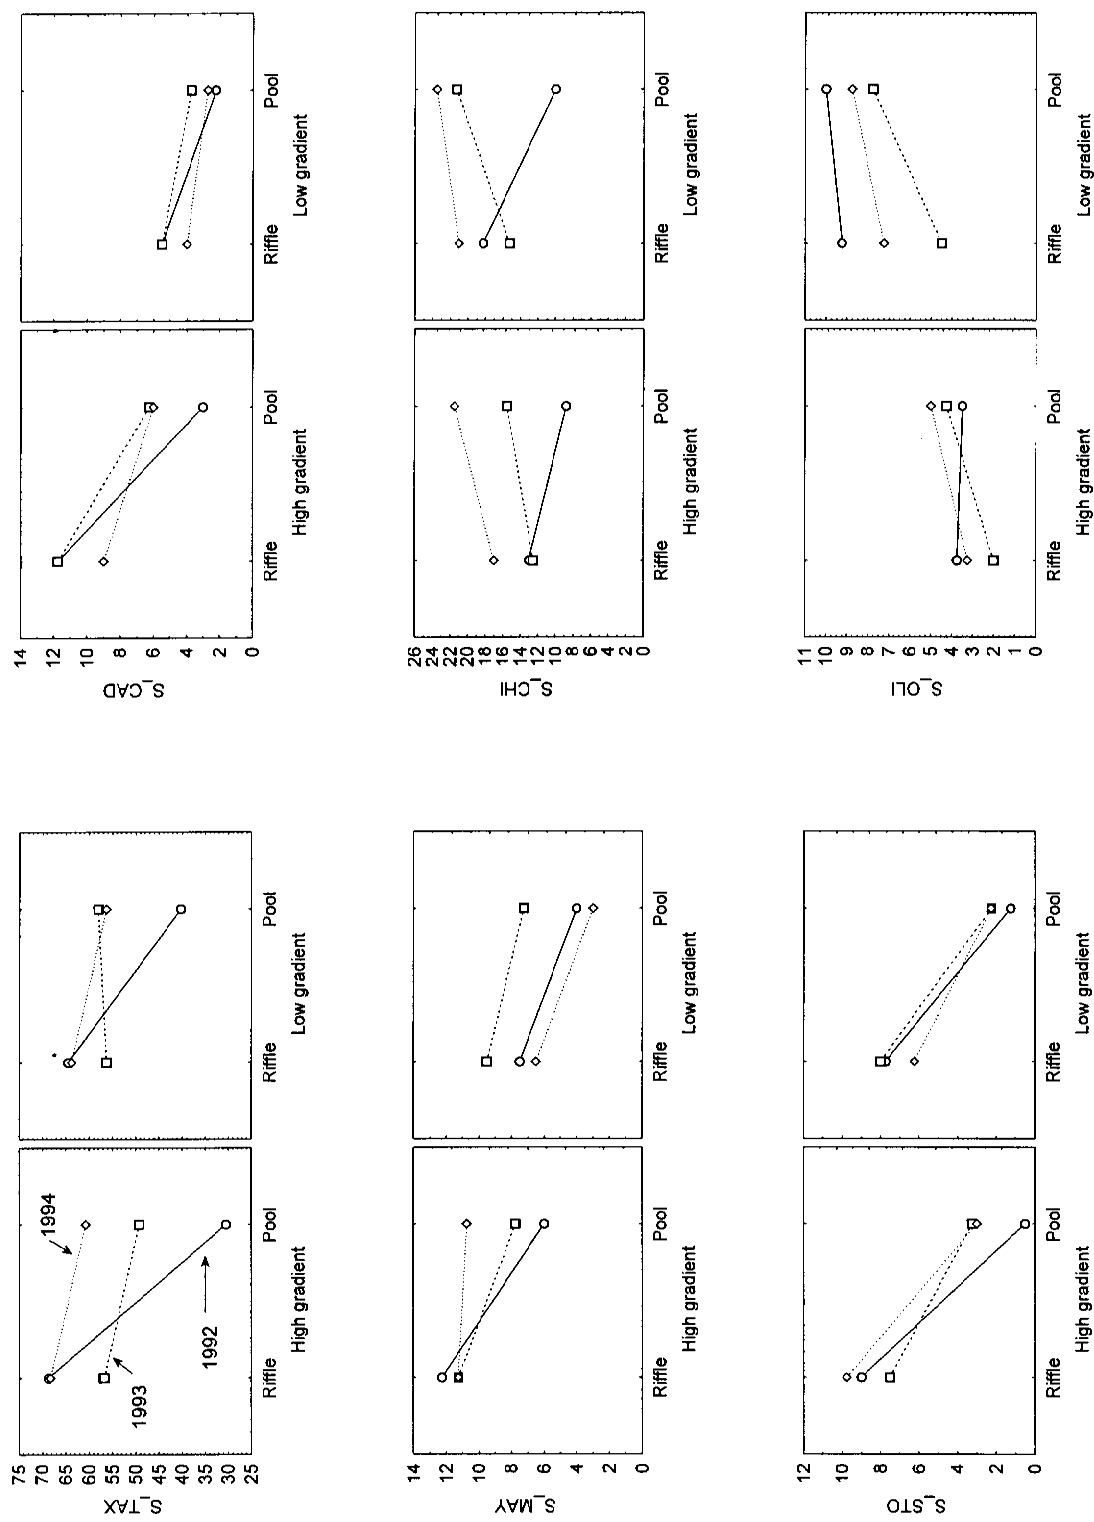 S_TAX
75
70
65
60
55
50
45
40
35
30
25
1994
1993
1992
Riffle Pool
High gradient
Riffle Pool
Low gradient
S_CAD
14
12
10
8
6
4
2
0
Riffle Pool
High gradient
Riffle Pool
Low gradient
S_MAY
14
12
10
8
6
4
2
0
Riffle Pool
High gradient
Riffle Pool
Low gradient
S_CHI
26
24
22
20
18
16
14
12
10
8
6
4
2
0
Riffle Pool
High gradient
Riffle Pool
Low gradient
S_STO
12
10
8
6
4
2
0
Riffle Pool
High gradient
Riffle Pool
Low gradient
S_OLI
11
10
9
8
7
6
5
4
3
2
1
0
Riffle Pool
High gradient
Riffle Pool
Low gradient